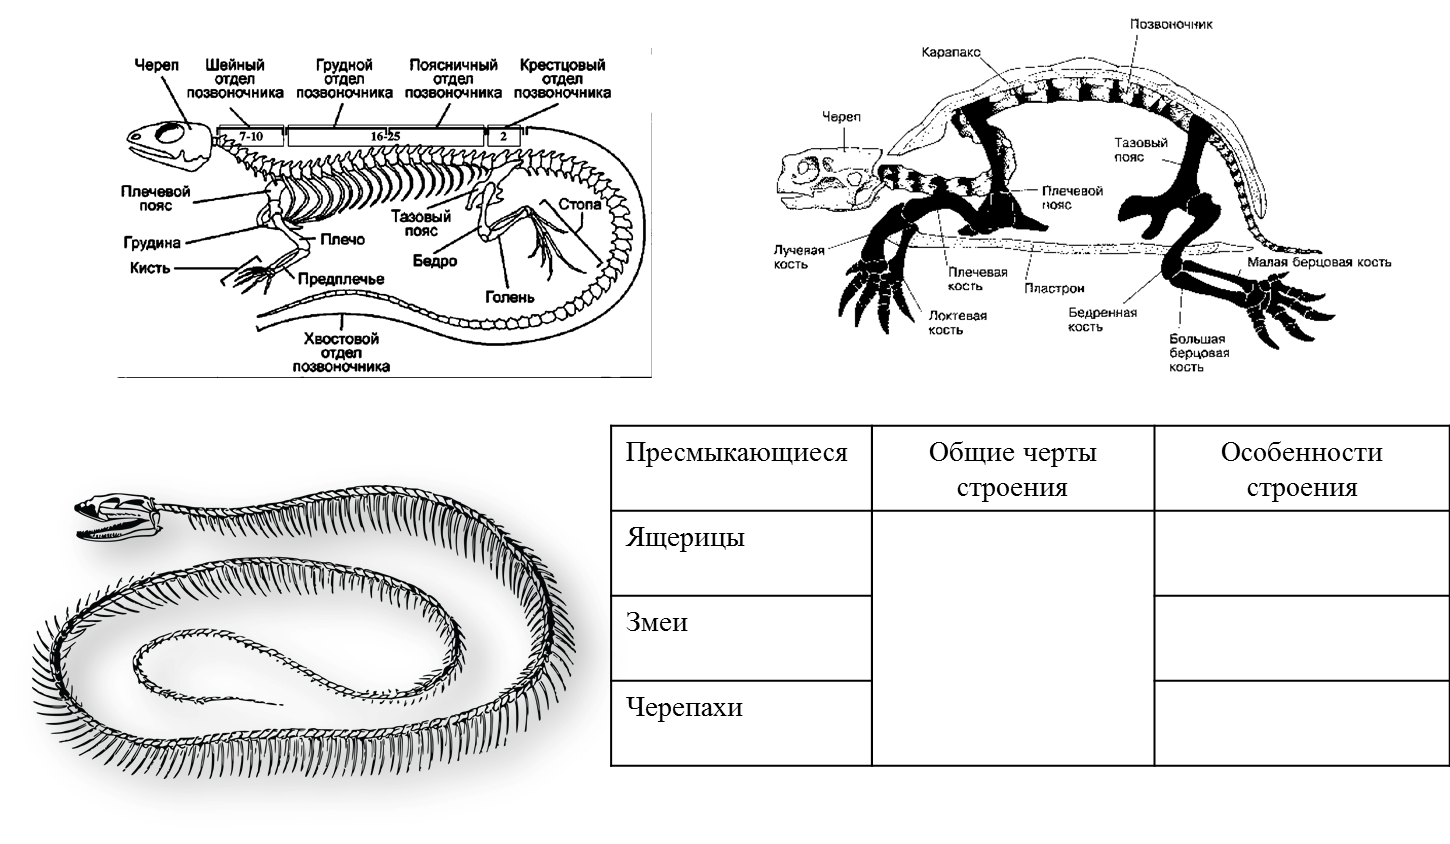 Череп
Шейный
отдел
позвоночника
Грудной
отдел
позвоночника
Поясничный
отдел
позвоночника
Крестцовый
отдел
позвоночника
7-10
16-25
2
Плечевой
пояс
Грудина
Кисть
Плечо
Предплечье
Тазовый
пояс
Бедро
Стопа
Голень
Хвостовой
отдел
позвоночника
Позвоночник
Карапакс
Череп
Тазовый
пояс
Плечевой
пояс
Лучевая
кость
Плечевая
кость
Пластрон
Малая берцовая кость
Локтевая
кость
Бедренная
кость
Большая
берцовая
кость
Пресмыкающиеся
Общие черты
строения
Особенности
строения
Ящерицы
Змеи
Черепахи